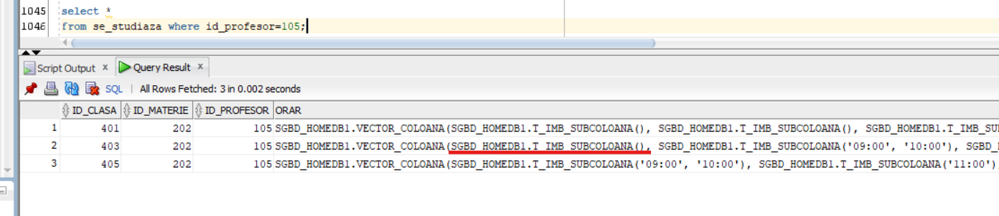 1045 select *
1046 from se_studiaza where id_profesor=105;
Script Output x Query Result x
SQL | All Rows Fetched: 3 in 0.002 seconds
ID_CLASA ID_MATERIE ID_PROFESOR ORAR
1 401 202 105 SGBD_HOMEDB1.VECTOR_COLOANA(SGBD_HOMEDB1.T_IMB_SUBCOLOANA(), SGBD_HOMEDB1.T_IMB_SUBCOLOANA(), SGBD_HOMEDB1.T_IMB_SU
2 403 202 105 SGBD_HOMEDB1.VECTOR_COLOANA(SGBD_HOMEDB1.T_IMB_SUBCOLOANA(), SGBD_HOMEDB1.T_IMB_SUBCOLOANA('09:00', '10:00'), SGBD_
3 405 202 105 SGBD_HOMEDB1.VECTOR_COLOANA(SGBD_HOMEDB1.T_IMB_SUBCOLOANA('09:00', '10:00'), SGBD_HOMEDB1.T_IMB_SUBCOLOANA('11:00'),